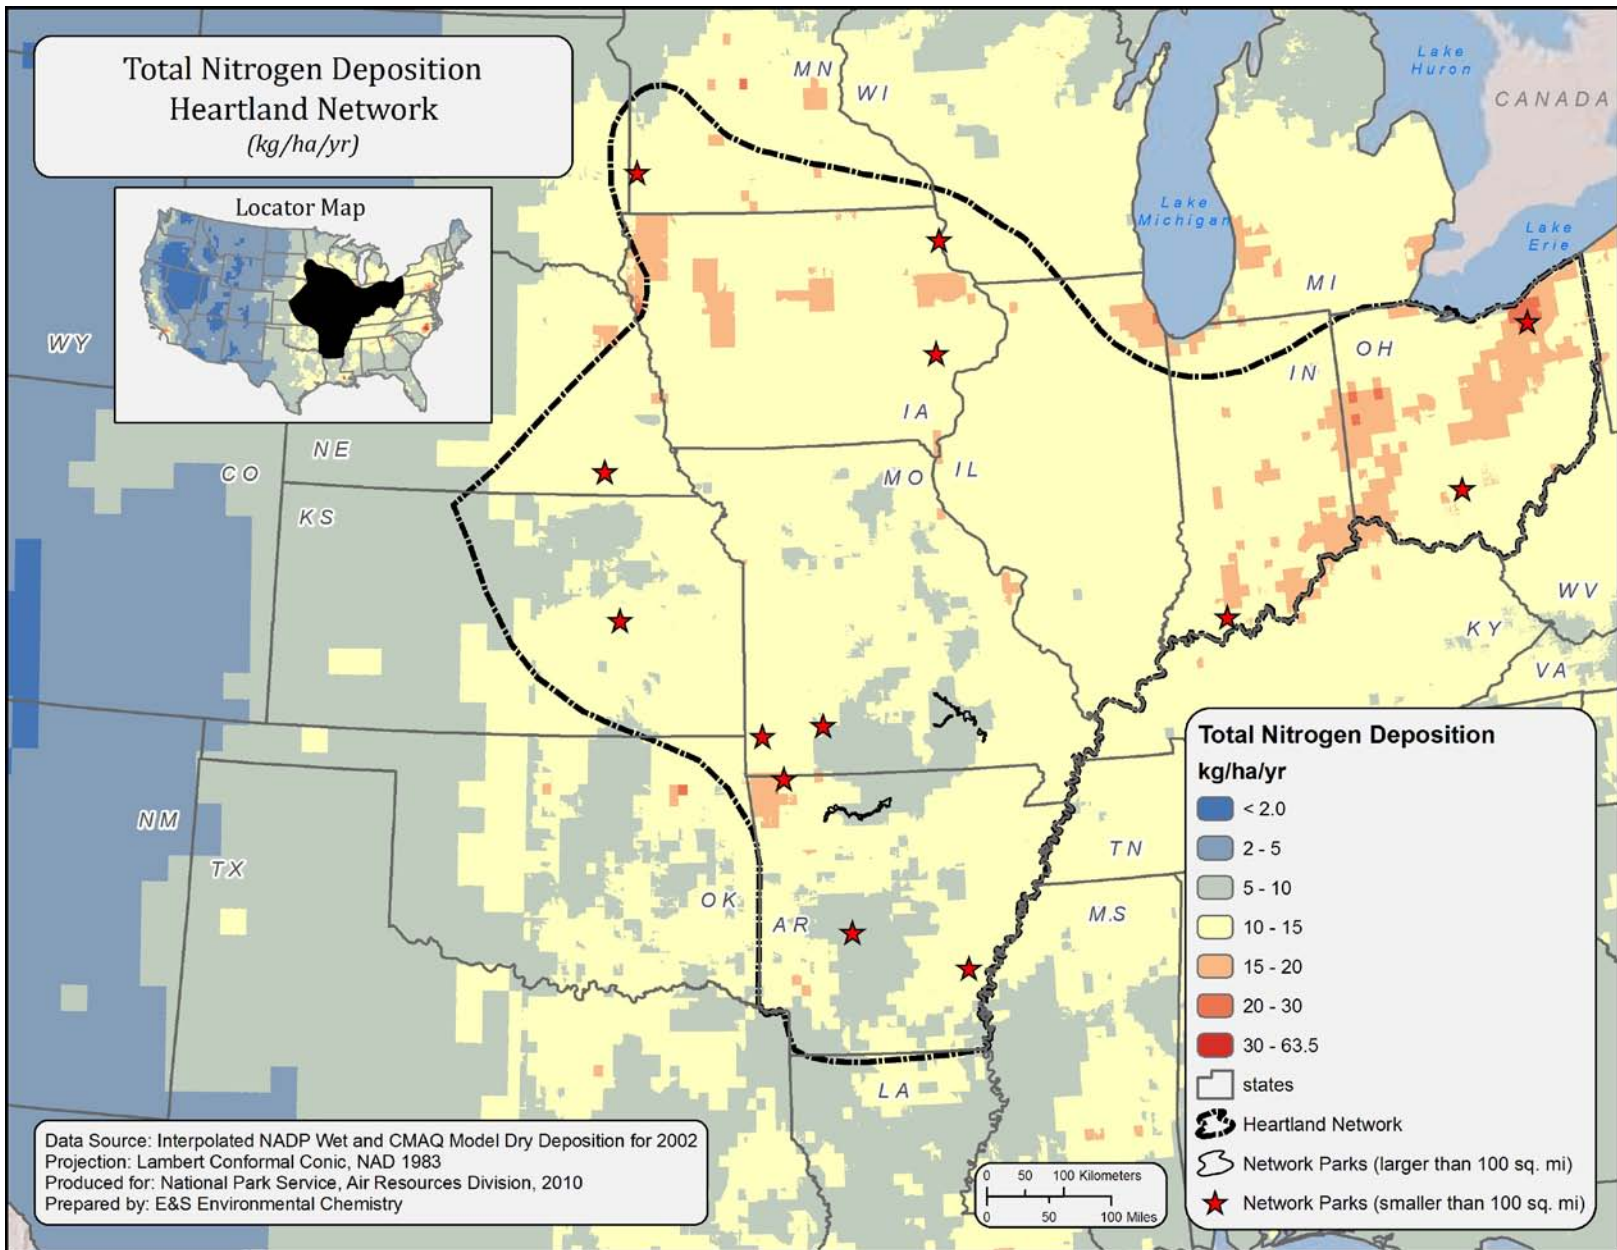 Total Nitrogen Deposition
Heartland Network
(kg/ha/yr)
Locator Map
MN
WI
Lake
Huron
CANADA
Lake
Michigan
Lake
Erie
MI
WY
OH
IN
IA
NE
CO
MO
IL
KS
WV
KY
VA
NM
TX
TN
OK
AR
MS
LA
Total Nitrogen Deposition
kg/ha/yr
< 2.0
2 - 5
5 - 10
10 - 15
15 - 20
20 - 30
30 - 63.5
states
Heartland Network
Network Parks (larger than 100 sq. mi)
Network Parks (smaller than 100 sq. mi)
Data Source: Interpolated NADP Wet and CMAQ Model Dry Deposition for 2002
Projection: Lambert Conformal Conic, NAD 1983
Produced for: National Park Service, Air Resources Division, 2010
Prepared by: E&S Environmental Chemistry
0 50 100 Kilometers
0 50 100 Miles